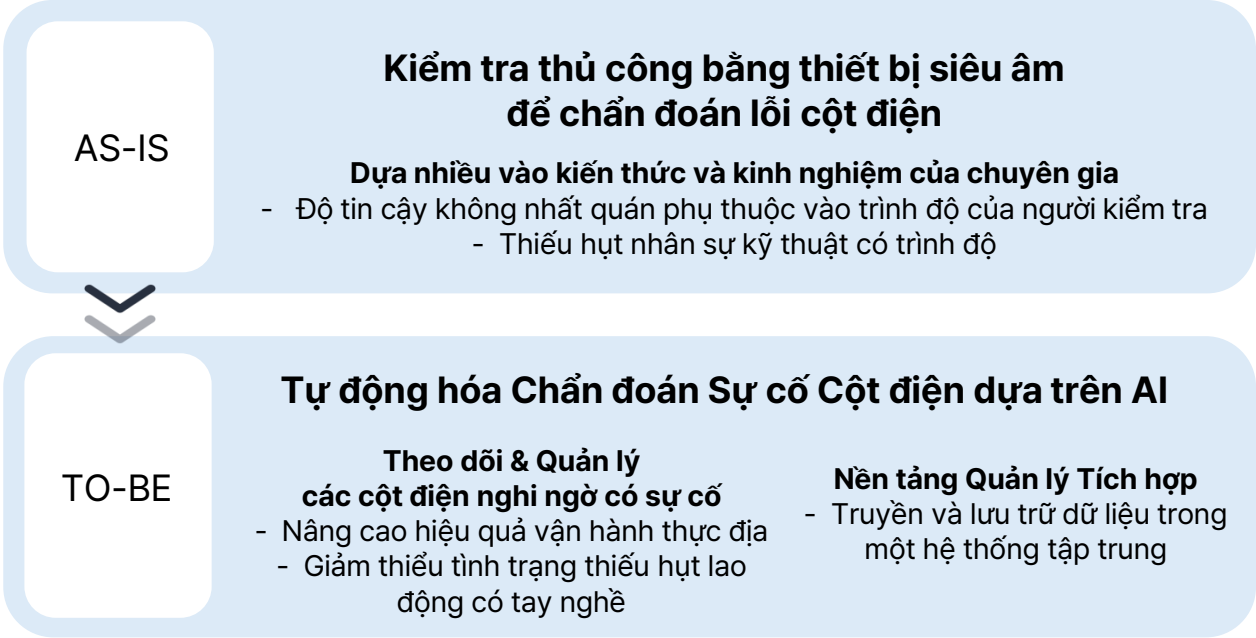 AS-IS
Kiểm tra thủ công bằng thiết bị siêu âm
để chẩn đoán lỗi cột điện
Dựa nhiều vào kiến thức và kinh nghiệm của chuyên gia
- Độ tin cậy không nhất quán phụ thuộc vào trình độ của người kiểm tra
- Thiếu hụt nhân sự kỹ thuật có trình độ
TO-BE
Tự động hóa Chẩn đoán Sự cố Cột điện dựa trên AI
Theo dõi & Quản lý
các cột điện nghi ngờ có sự cố
- Nâng cao hiệu quả vận hành thực địa
- Giảm thiểu tình trạng thiếu hụt lao
động có tay nghề
Nền tảng Quản lý Tích hợp
- Truyền và lưu trữ dữ liệu trong
một hệ thống tập trung